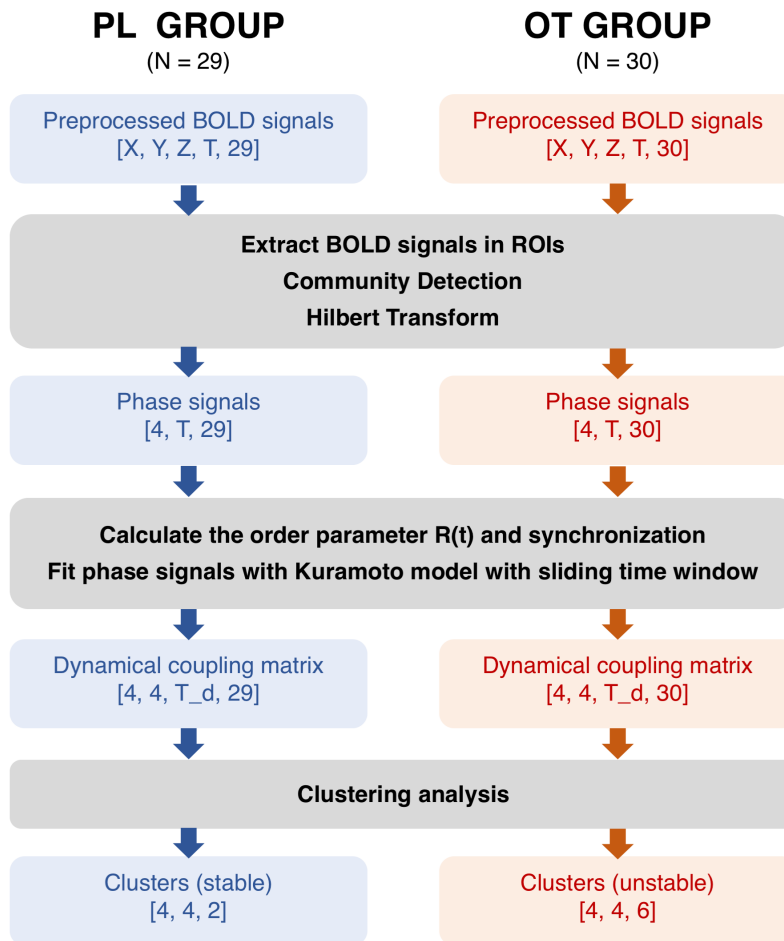 PL GROUP
(N = 29)
OT GROUP
(N = 30)
Preprocessed BOLD signals
[X, Y, Z, T, 29]
Preprocessed BOLD signals
[X, Y, Z, T, 30]
Extract BOLD signals in ROIs
Community Detection
Hilbert Transform
Phase signals
[4, T, 29]
Phase signals
[4, T, 30]
Calculate the order parameter R(t) and synchronization
Fit phase signals with Kuramoto model with sliding time window
Dynamical coupling matrix
[4, 4, T_d, 29]
Dynamical coupling matrix
[4, 4, T_d, 30]
Clustering analysis
Clusters (stable)
[4, 4, 2]
Clusters (unstable)
[4, 4, 6]